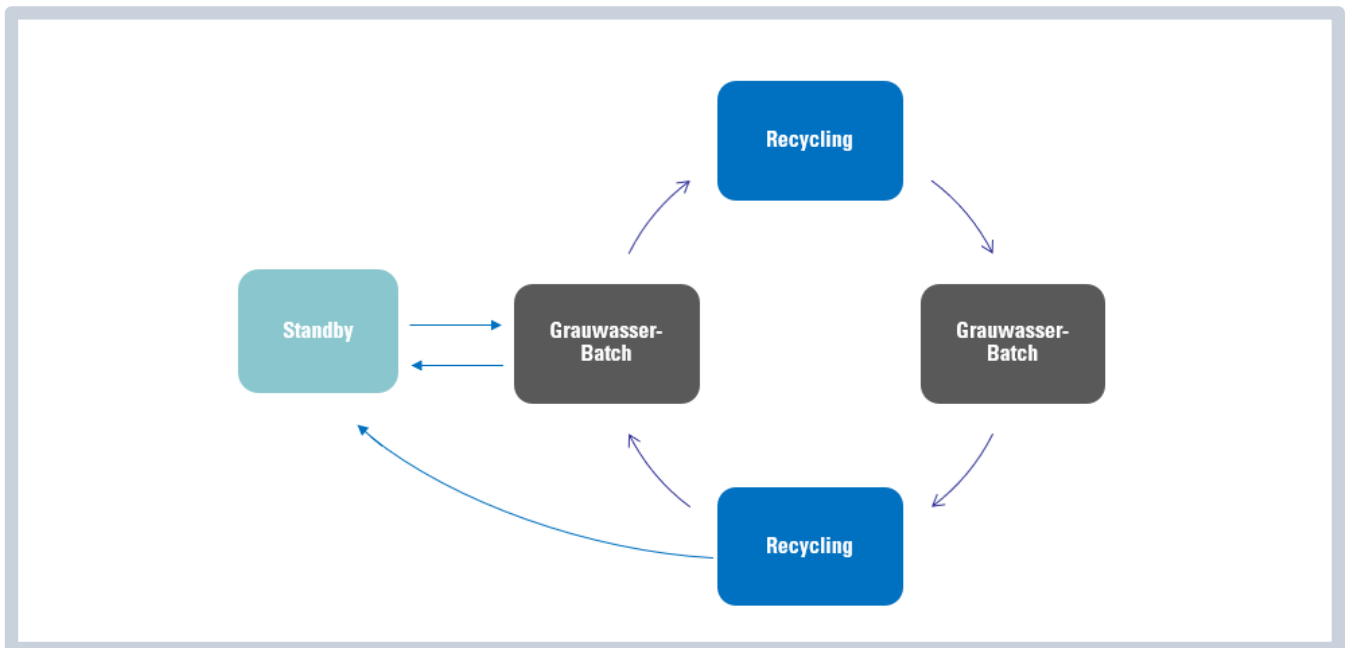 Recycling
Standby
Grauwasser-
Batch
Grauwasser-
Batch
Recycling